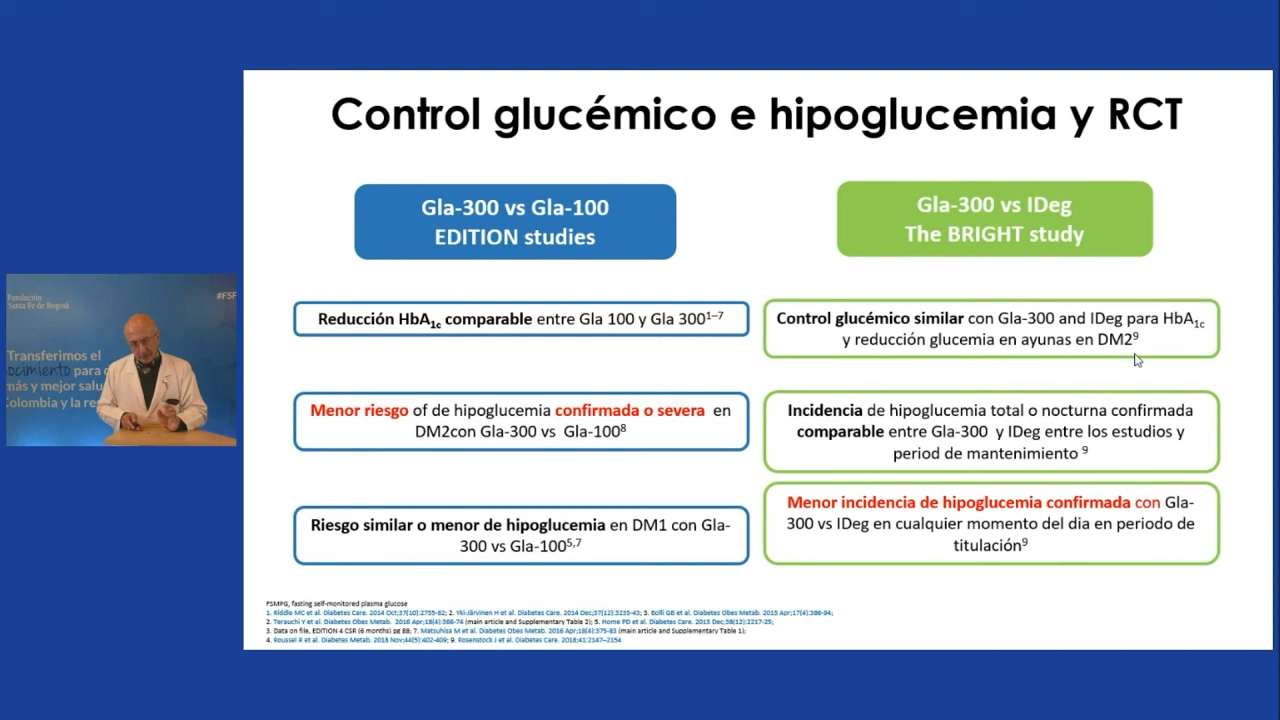 Control glucémico e hipoglucemia y RCT
Gla-300 vs Gla-100
EDITION studies
Gla-300 vs IDeg
The BRIGHT study
Reducción HbA1c comparable entre Gla 100 y Gla 300¹⁻⁷
Menor riesgo of de hipoglucemia confirmada o severa en
DM2con Gla-300 vs Gla-100⁸
Riesgo similar o menor de hipoglucemia en DM1 con Gla-
300 vs Gla-100⁵,⁷
Control glucémico similar con Gla-300 and IDeg para HbA1c
y reducción glucemia en ayunas en DM2⁹
Incidencia de hipoglucemia total o nocturna confirmada
comparable entre Gla-300 y IDeg entre los estudios y
period de mantenimiento ⁹
Menor incidencia de hipoglucemia confirmada con Gla-
300 vs IDeg en cualquier momento del dia en periodo de
titulación⁹
Fundación
Santa Fe de Bogotá
#FSF
Transferimos el
ocimiento para
más y mejor salu
Colombia y la re
FSMPG, fasting self-monitored plasma glucose
1. Riddle MC et al. Diabetes Care. 2014 Oct;37(10):2755-62; 2. Yki-Järvinen H et al. Diabetes Care. 2014 Dec;37(12):3235-43; 3. Bolli GB et al. Diabetes Obes Metab. 2015 Apr;17(4):386-94;
2. Terauchi Y et al. Diabetes Obes Metab. 2016 Apr;18(4):366-74 (main article and Supplementary Table 2); 5. Home PD et al. Diabetes Care. 2015 Dec;38(12):2217-25;
3. Data on file, EDITION 4 CSR (6 months) pg 88; 7. Matsuhisa M et al. Diabetes Obes Metab. 2016 Apr;18(4):375-83 (main article and Supplementary Table 1);
4. Roussel R et al. Diabetes Metab. 2018 Nov;44(5):402-409; 9. Rosenstock J et al. Diabetes Care. 2018;41:2147–2154